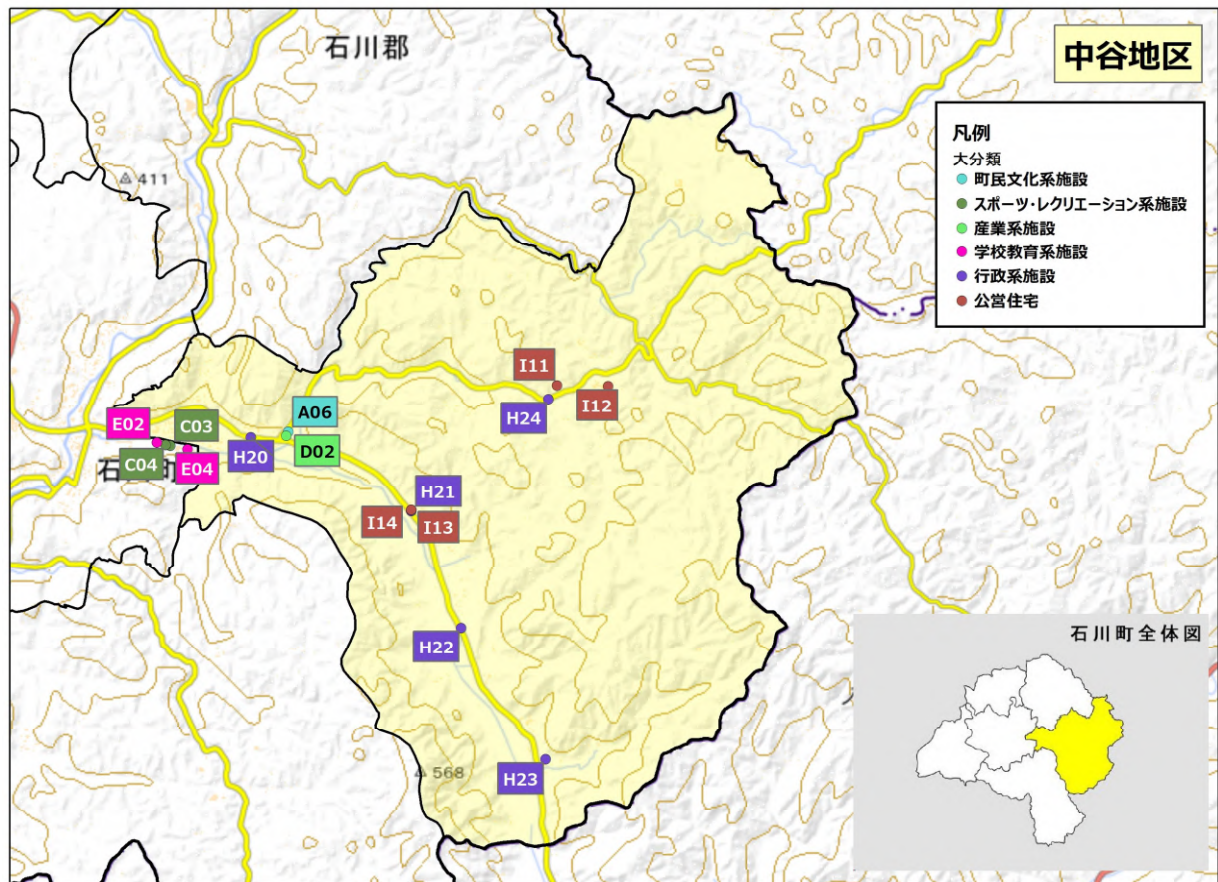 石川郡
中谷地区
凡例
大分類
町民文化系施設
スポーツ・レクリエーション系施設
産業系施設
学校教育系施設
行政系施設
公営住宅
411
I11
I12
H24
E02
C03
A06
C04
石
町
E04
H20
D02
H21
I14
I13
H22
568
H23
石川町全体図